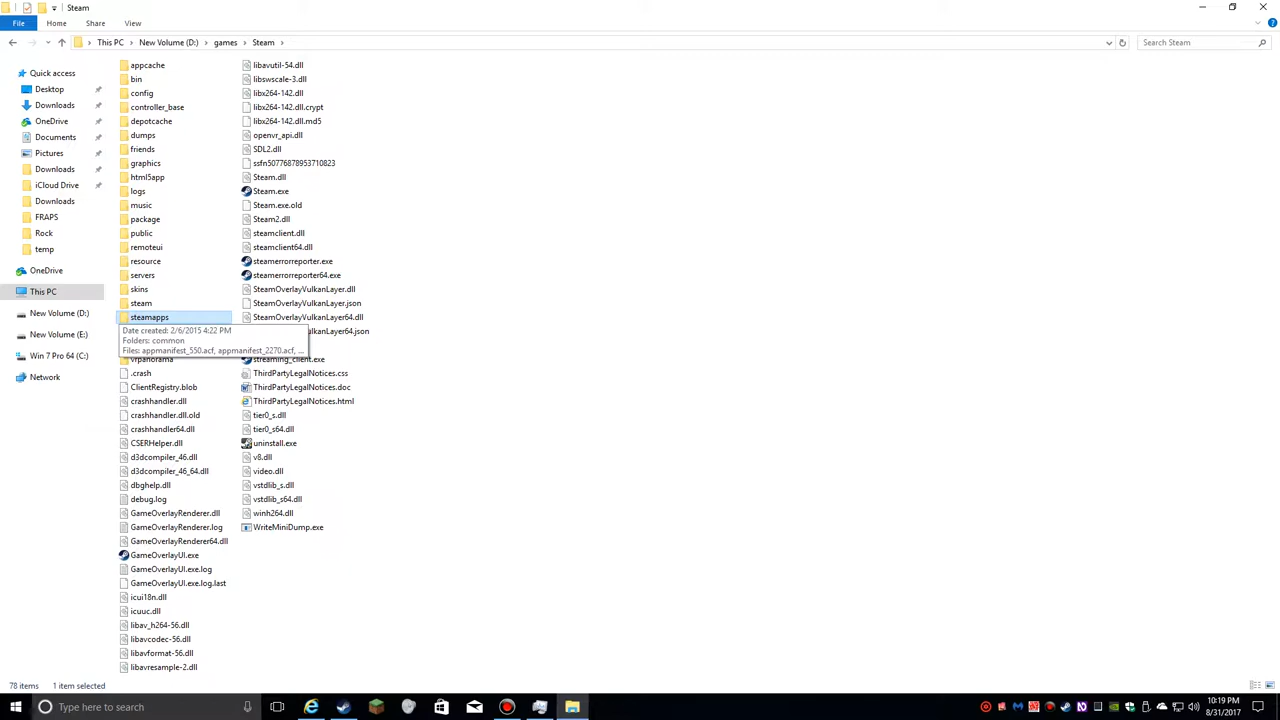 Steam
File Home Share View
This PC New Volume (D:) games Steam
Search Steam
Quick access
Desktop
Downloads
OneDrive
Documents
Pictures
Downloads
iCloud Drive
Downloads
FRAPS
Rock
temp
OneDrive
This PC
New Volume (D:)
New Volume (E:)
Win 7 Pro 64 (C:)
Network
appcache
bin
config
controller_base
depotcache
dumps
friends
graphics
html5app
logs
music
package
public
remoteui
resource
servers
skins
steam
steamapps
Date created: 2/6/2015 4:22 PM
Folders: common
Files: appmanifest_550.acf, appmanifest_2270.acf, ...
vrpanorama
.crash
ClientRegistry.blob
crashhandler.dll
crashhandler.dll.old
crashhandler64.dll
CSERHelper.dll
d3dcompiler_46.dll
d3dcompiler_46_64.dll
dbghelp.dll
debug.log
GameOverlayRenderer.dll
GameOverlayRenderer.log
GameOverlayRenderer64.dll
GameOverlayUI.exe
GameOverlayUI.exe.log
GameOverlayUI.exe.log.last
icui18n.dll
icuuc.dll
libav_h264-56.dll
libavcodec-56.dll
libavformat-56.dll
libavresample-2.dll
libavutil-54.dll
libswscale-3.dll
libx264-142.dll
libx264-142.dll.crypt
libx264-142.dll.md5
openvr_api.dll
SDL2.dll
ssfn50776878953710823
Steam.dll
Steam.exe
Steam.exe.old
Steam2.dll
steamclient.dll
steamclient64.dll
steamerrorreporter.exe
steamerrorreporter64.exe
SteamOverlayVulkanLayer.dll
SteamOverlayVulkanLayer.json
SteamOverlayVulkanLayer64.dll
ulkanLayer64.json
streaming_client.exe
ThirdPartyLegalNotices.css
ThirdPartyLegalNotices.doc
ThirdPartyLegalNotices.html
tier0_s.dll
tier0_s64.dll
uninstall.exe
v8.dll
video.dll
vstdlib_s.dll
vstdlib_s64.dll
winh264.dll
WriteMiniDump.exe
78 items 1 item selected
Type here to search
10:19 PM
8/31/2017